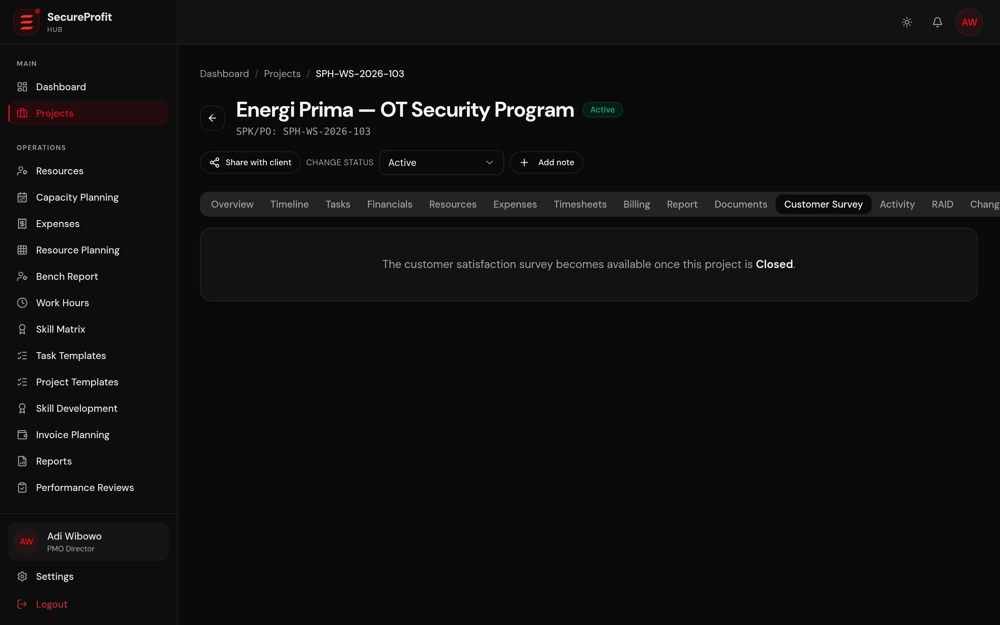 SecureProfit
HUB
AW
MAIN
Dashboard
Projects
OPERATIONS
Resources
Capacity Planning
Expenses
Resource Planning
Bench Report
Work Hours
Skill Matrix
Task Templates
Project Templates
Skill Development
Invoice Planning
Reports
Performance Reviews
AW
Adi Wibowo
PMO Director
Settings
Logout
Dashboard / Projects / SPH-WS-2026-103
Energi Prima — OT Security Program Active
SPK/PO: SPH-WS-2026-103
Share with client CHANGE STATUS Active Add note
Overview Timeline Tasks Financials Resources Expenses Timesheets Billing Report Documents Customer Survey Activity RAID Chang
The customer satisfaction survey becomes available once this project is Closed.